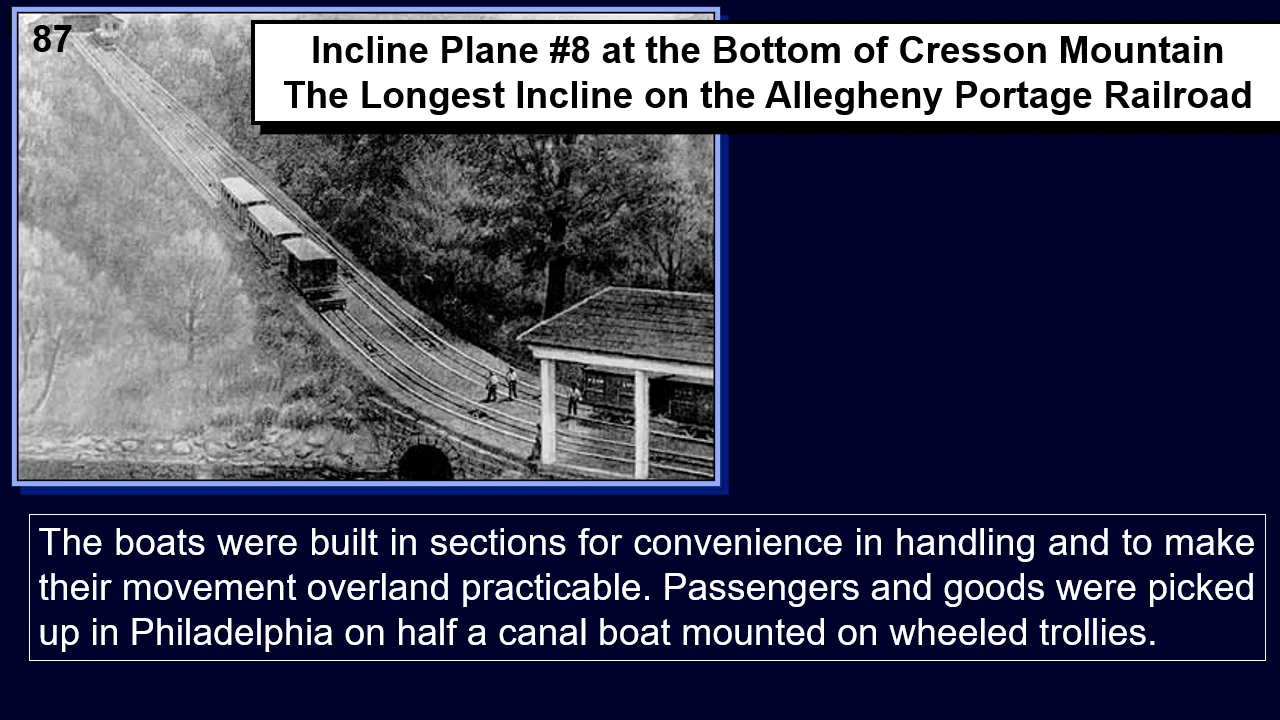 87
Incline Plane #8 at the Bottom of Cresson Mountain
The Longest Incline on the Allegheny Portage Railroad
The boats were built in sections for convenience in handling and to make
their movement overland practicable. Passengers and goods were picked
up in Philadelphia on half a canal boat mounted on wheeled trollies.